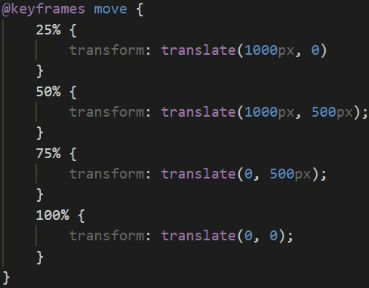 @keyframes move {
    25% {
        transform: translate(1000px, 0)
    }
    50% {
        transform: translate(1000px, 500px);
    }
    75% {
        transform: translate(0, 500px);
    }
    100% {
        transform: translate(0, 0);
    }
}